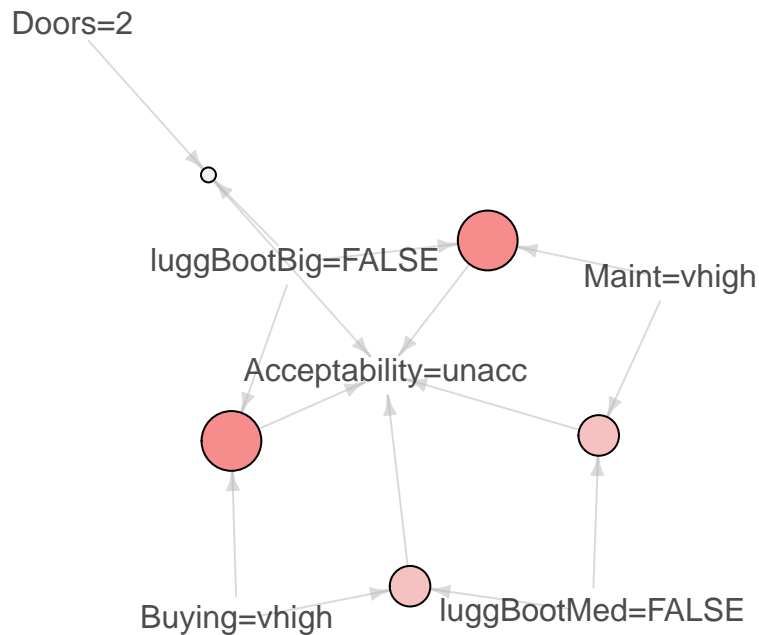 Doors=2
luggBootBig=FALSE
Maint=vhigh
Acceptability=unacc
Buying=vhigh
luggBootMed=FALSE